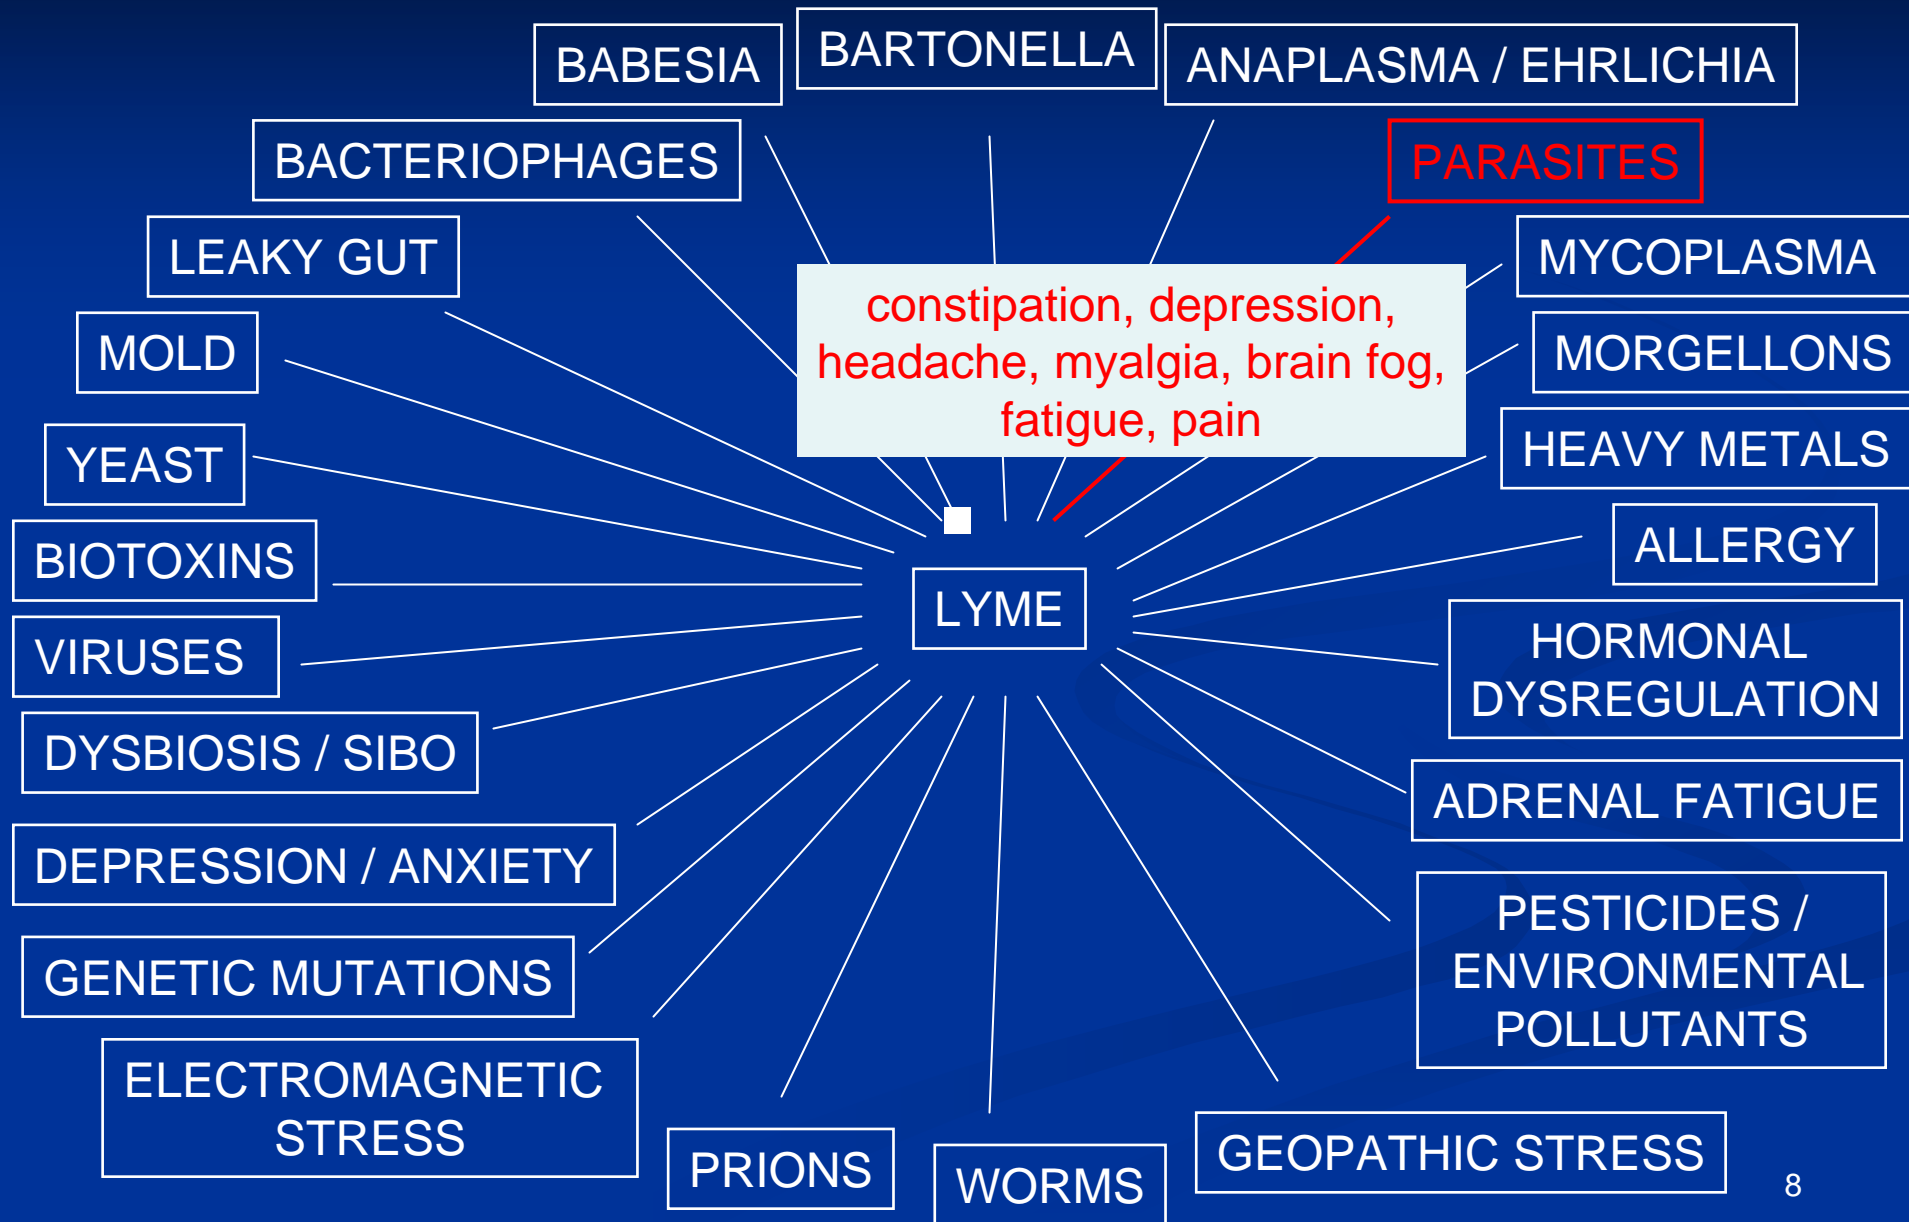 BABESIA
BARTONELLA
ANAPLASMA / EHRLICHIA
BACTERIOPHAGES
PARASITES
LEAKY GUT
MYCOPLASMA
constipation, depression,
headache, myalgia, brain fog,
fatigue, pain
MOLD
MORGELLONS
YEAST
HEAVY METALS
BIOTOXINS
ALLERGY
LYME
VIRUSES
HORMONAL
DYSREGULATION
DYSBIOSIS / SIBO
ADRENAL FATIGUE
DEPRESSION / ANXIETY
PESTICIDES /
ENVIRONMENTAL
POLLUTANTS
GENETIC MUTATIONS
ELECTROMAGNETIC
STRESS
PRIONS
WORMS
GEOPATHIC STRESS
8